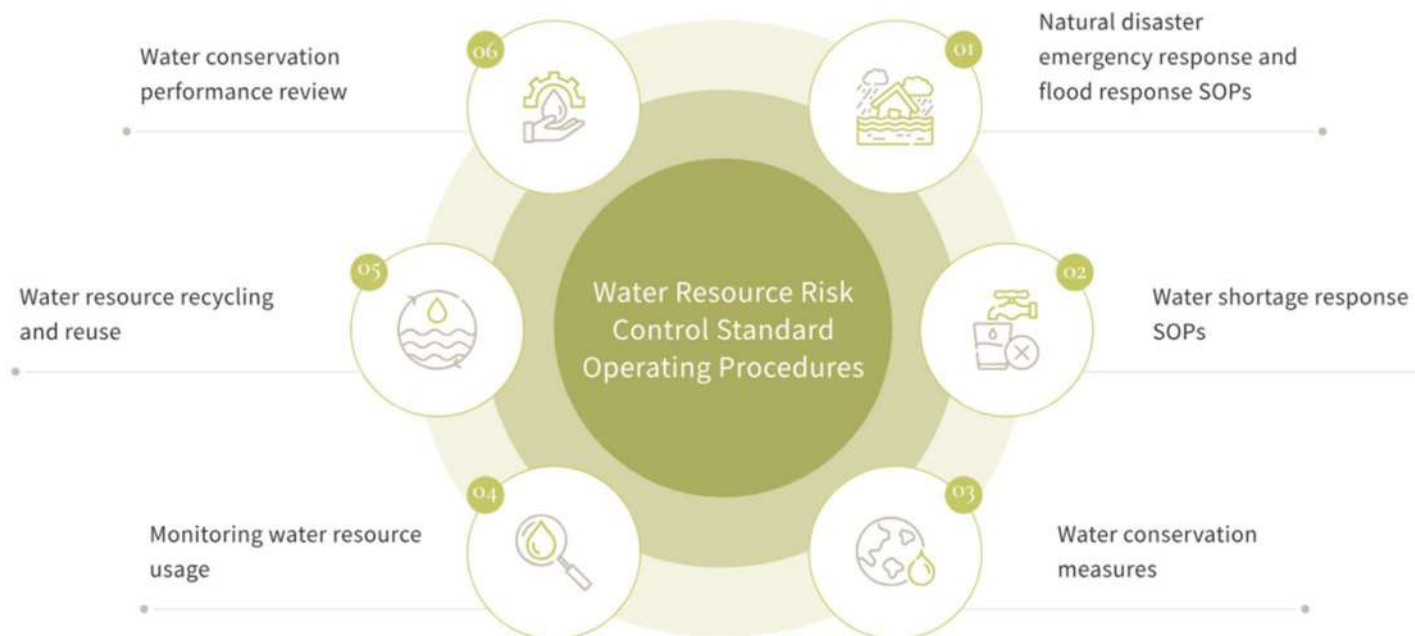 01
Natural disaster
emergency response and
flood response SOPs
02
Water shortage response
SOPs
03
Water conservation
measures
04
Monitoring water resource
usage
05
Water resource recycling
and reuse
06
Water conservation
performance review
Water Resource Risk
Control Standard
Operating Procedures